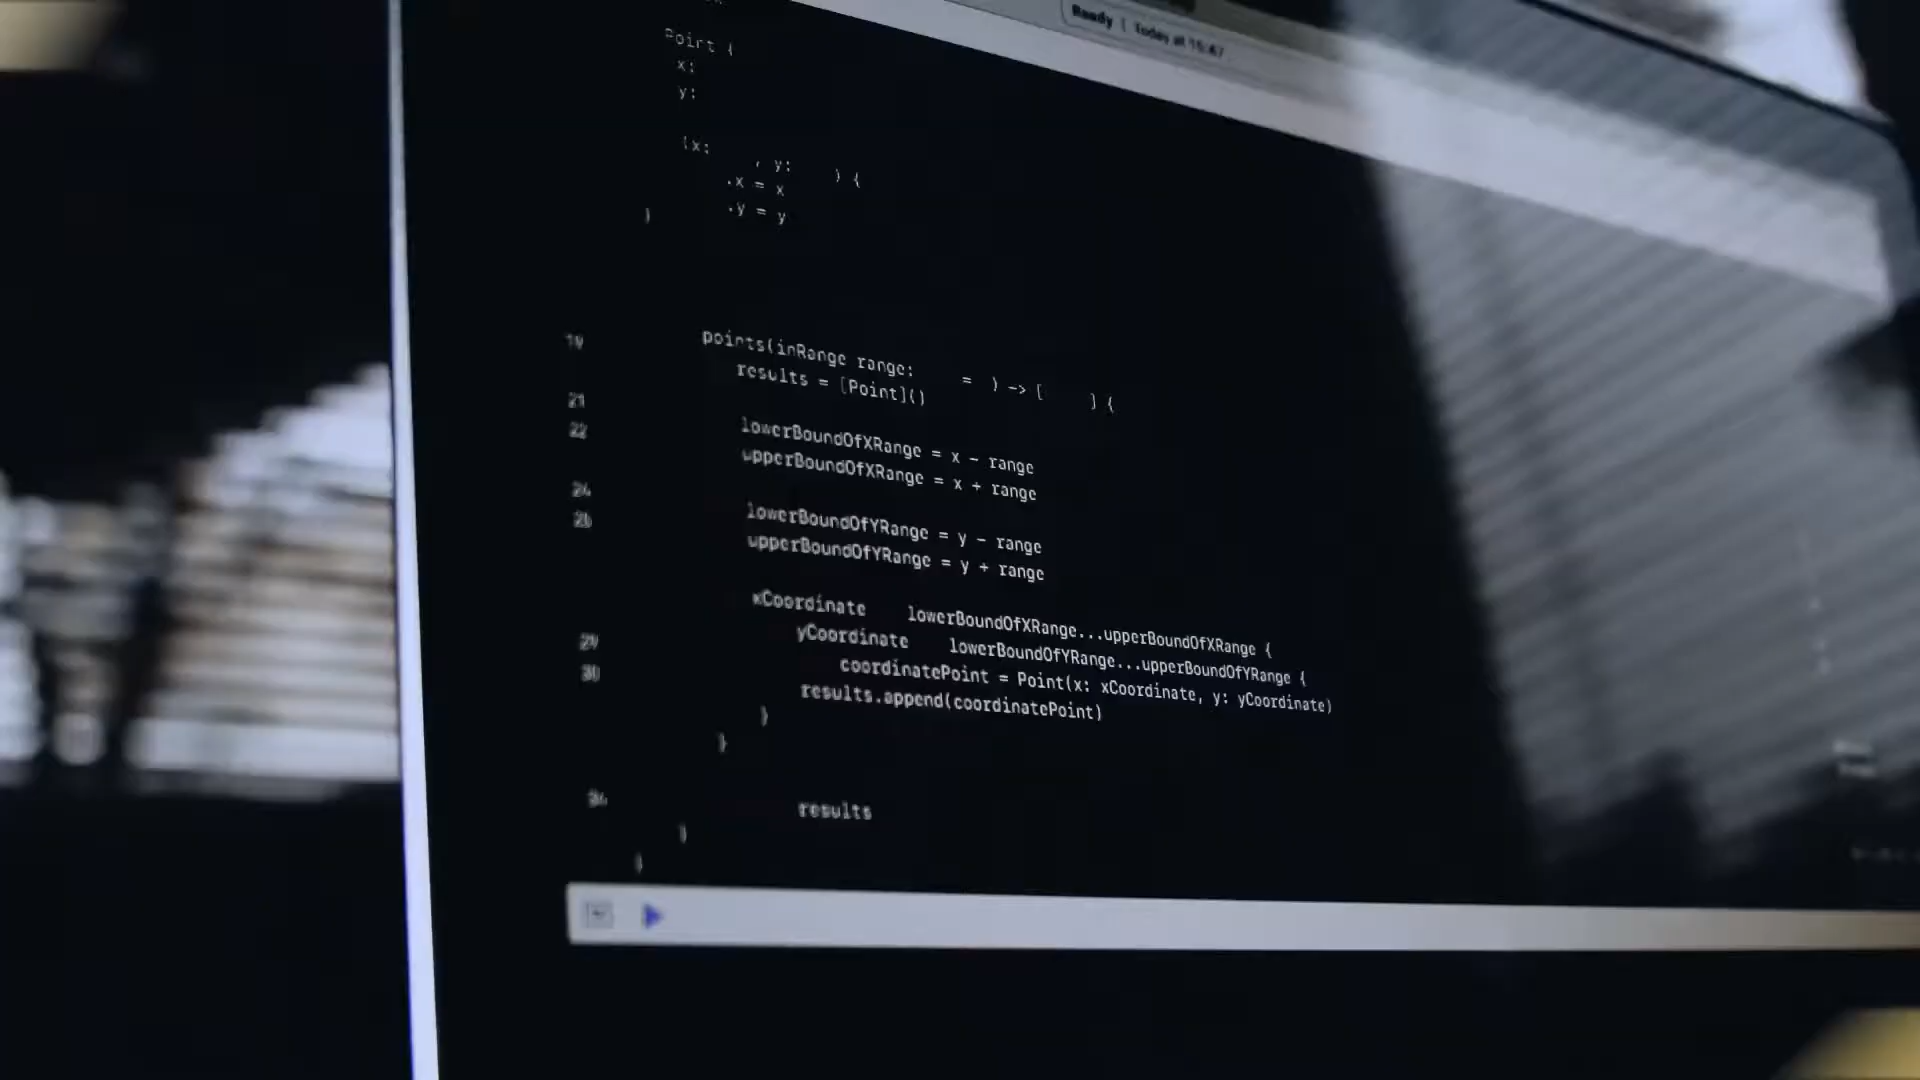 Ready | Today at 15:47
Point {
x:
y:
(x: , y: ) {
.x = x
.y = y
}
19
points(inRange range: = ) -> [ ] {
results = [Point]()
21
22 lowerBoundOfXRange = x - range
upperBoundOfXRange = x + range
24
25 lowerBoundOfYRange = y - range
upperBoundOfYRange = y + range
xCoordinate lowerBoundOfXRange...upperBoundOfXRange {
29 yCoordinate lowerBoundOfYRange...upperBoundOfYRange {
30 coordinatePoint = Point(x: xCoordinate, y: yCoordinate)
results.append(coordinatePoint)
}
}
34 results
}
}